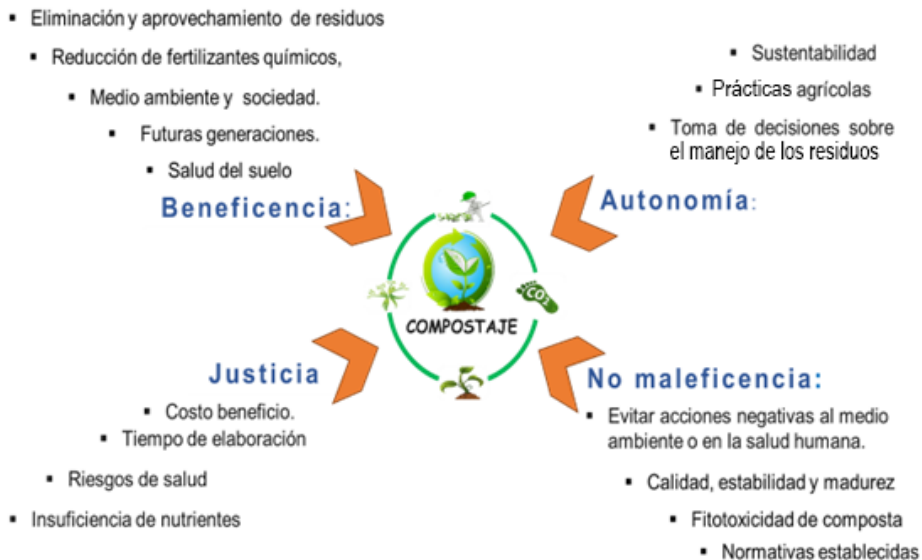 ▪ Eliminación y aprovechamiento de residuos
▪ Reducción de fertilizantes químicos,
▪ Medio ambiente y sociedad.
▪ Futuras generaciones.
▪ Salud del suelo
Beneficencia:
▪ Sustentabilidad
▪ Prácticas agrícolas
▪ Toma de decisiones sobre
el manejo de los residuos
Autonomía:
CO2
COMPOSTAJE
Justicia
▪ Costo beneficio.
▪ Tiempo de elaboración
▪ Riesgos de salud
▪ Insuficiencia de nutrientes
No maleficencia:
▪ Evitar acciones negativas al medio
ambiente o en la salud humana.
▪ Calidad, estabilidad y madurez
▪ Fitotoxicidad de composta
▪ Normativas establecidas